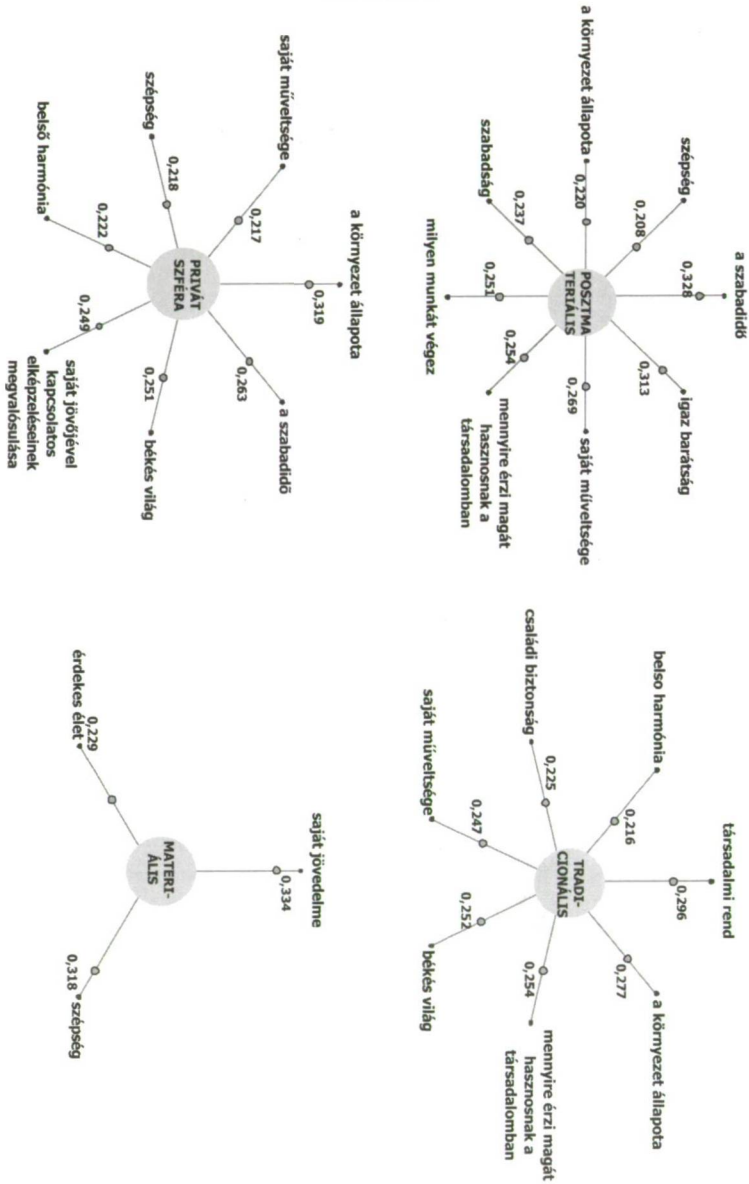 a szabadidő
0,328
igaz barátság
0,313
saját műveltsége
0,269
mennyire érzi magát
hasznosnak a
társadalomban
0,254
milyen munkát végez
0,251
szabadság
0,237
a környezet állapota
0,220
szépség
0,208
POSZTMA
TERIÁLIS
társadalmi rend
0,296
a környezet állapota
0,277
mennyire érzi magát
hasznosnak a
társadalomban
0,254
békés világ
0,252
saját műveltsége
0,247
családi biztonság
0,225
belso harmónia
0,216
TRADI-
CIONÁLIS
a környezet állapota
0,319
a szabadidő
0,263
békés világ
0,251
saját jövőjével
kapcsolatos
elképzeléseinek
megvalósulása
0,249
belső harmónia
0,222
szépség
0,218
saját műveltsége
0,217
PRIVÁT
SZFÉRA
saját jövedelme
0,334
szépség
0,318
érdekes élet
0,229
MATERI-
ÁLIS